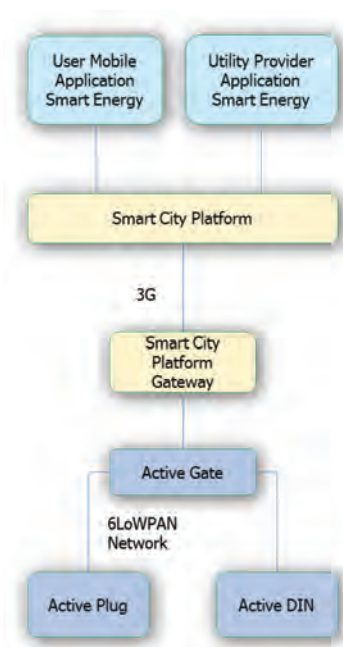 User Mobile
Application
Smart Energy
Utility Provider
Application
Smart Energy
Smart City Platform
3G
Smart City
Platform
Gateway
Active Gate
6LoWPAN
Network
Active Plug
Active DIN